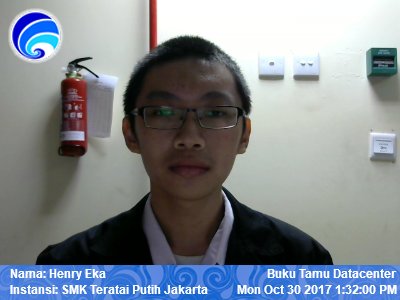 Nama: Henry Eka
Buku Tamu Datacenter
Instansi: SMK Teratai Putih Jakarta
Mon Oct 30 2017 1:32:00 PM